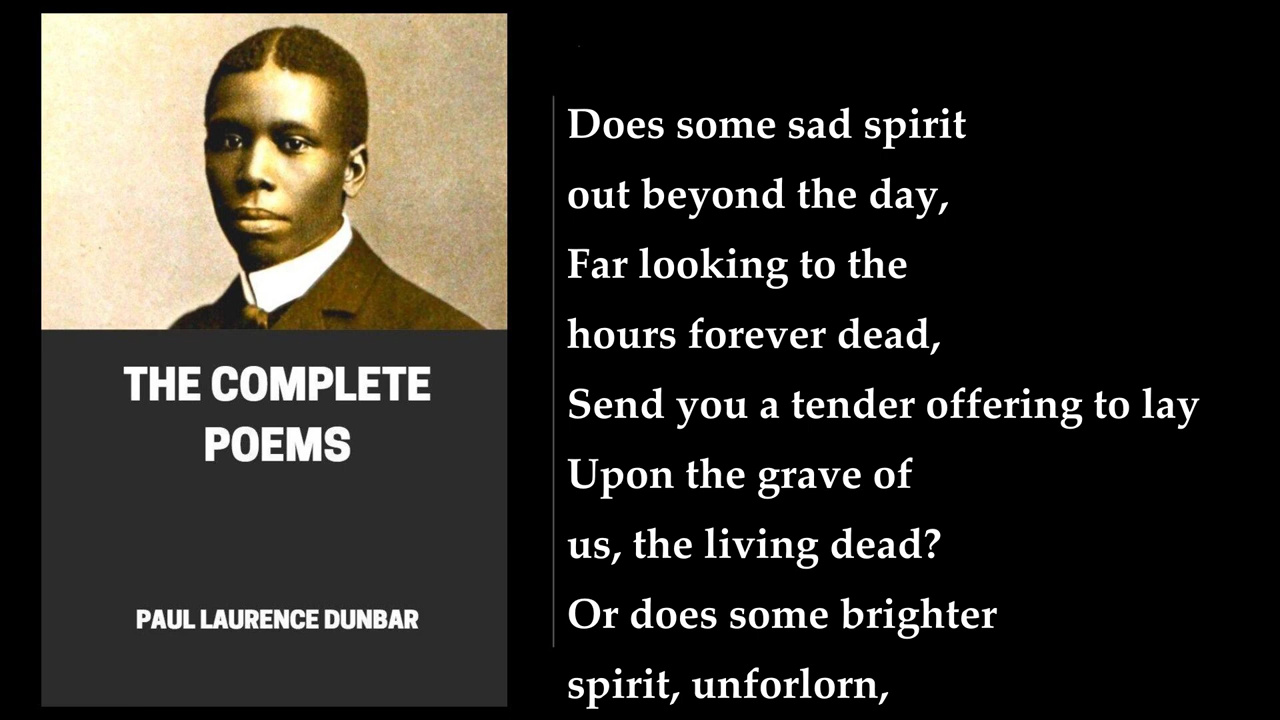 THE COMPLETE
POEMS
PAUL LAURENCE DUNBAR
Does some sad spirit
out beyond the day,
Far looking to the
hours forever dead,
Send you a tender offering to lay
Upon the grave of
us, the living dead?
Or does some brighter
spirit, unforlorn,